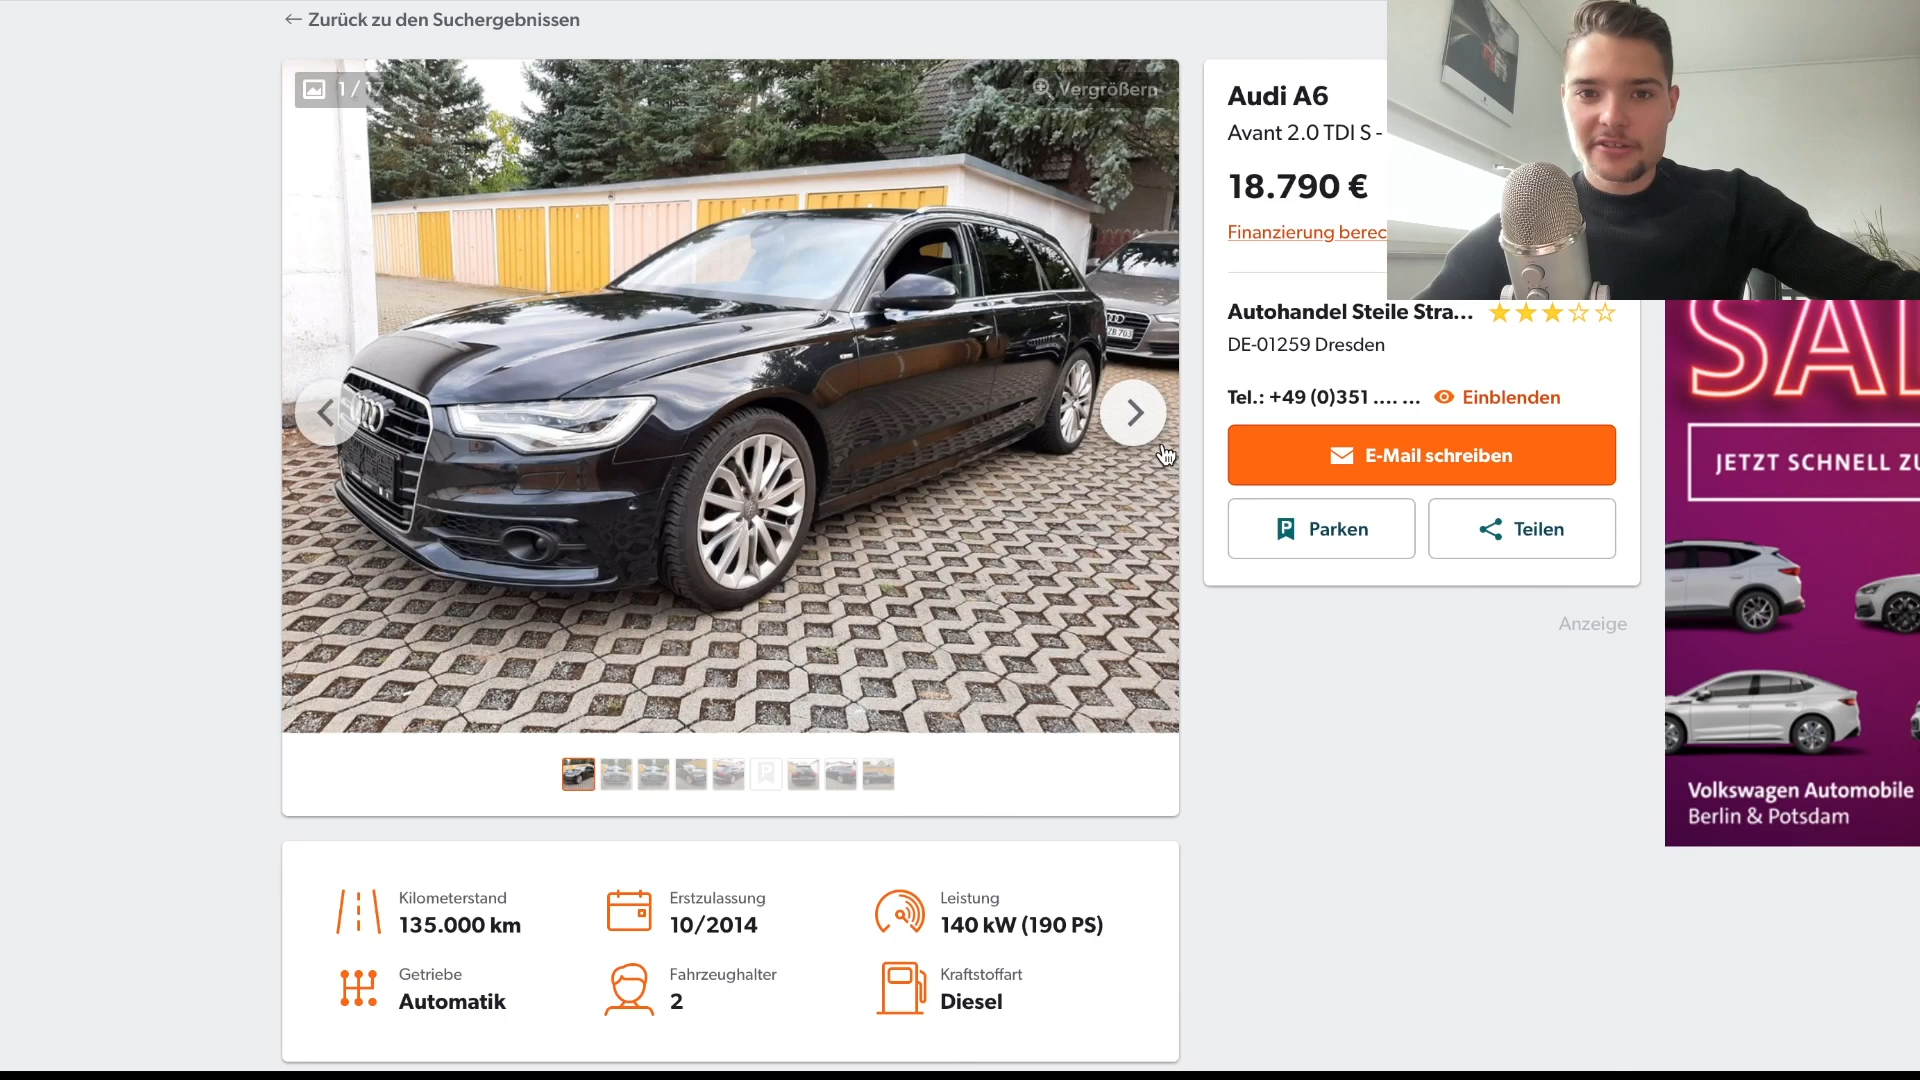 ← Zurück zu den Suchergebnissen
1 / 17
Vergrößern
Audi A6
Avant 2.0 TDI S -
18.790 €
Finanzierung berec
Autohandel Steile Stra...
DE-01259 Dresden
Tel.: +49 (0)351 .... ...
Einblenden
E-Mail schreiben
Parken
Teilen
Anzeige
SAL
JETZT SCHNELL ZU
Volkswagen Automobile
Berlin & Potsdam
Kilometerstand
135.000 km
Erstzulassung
10/2014
Leistung
140 kW (190 PS)
Getriebe
Automatik
Fahrzeughalter
2
Kraftstoffart
Diesel